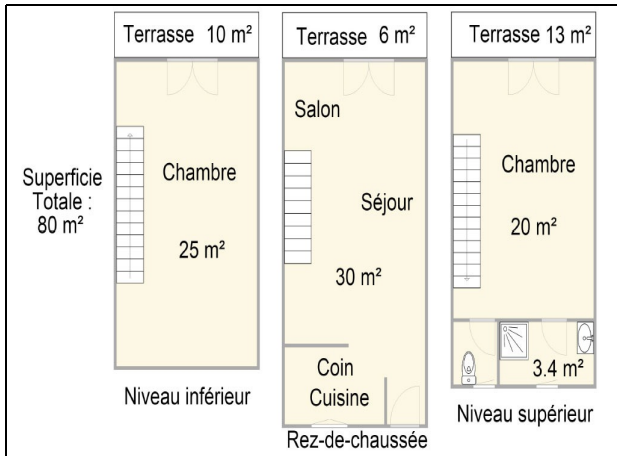 Terrasse 10 m²
Terrasse 6 m²
Terrasse 13 m²
Superficie
Totale :
80 m²
Chambre
25 m²
Niveau inférieur
Salon
Séjour
30 m²
Coin
Cuisine
Rez-de-chaussée
Chambre
20 m²
3.4 m²
Niveau supérieur